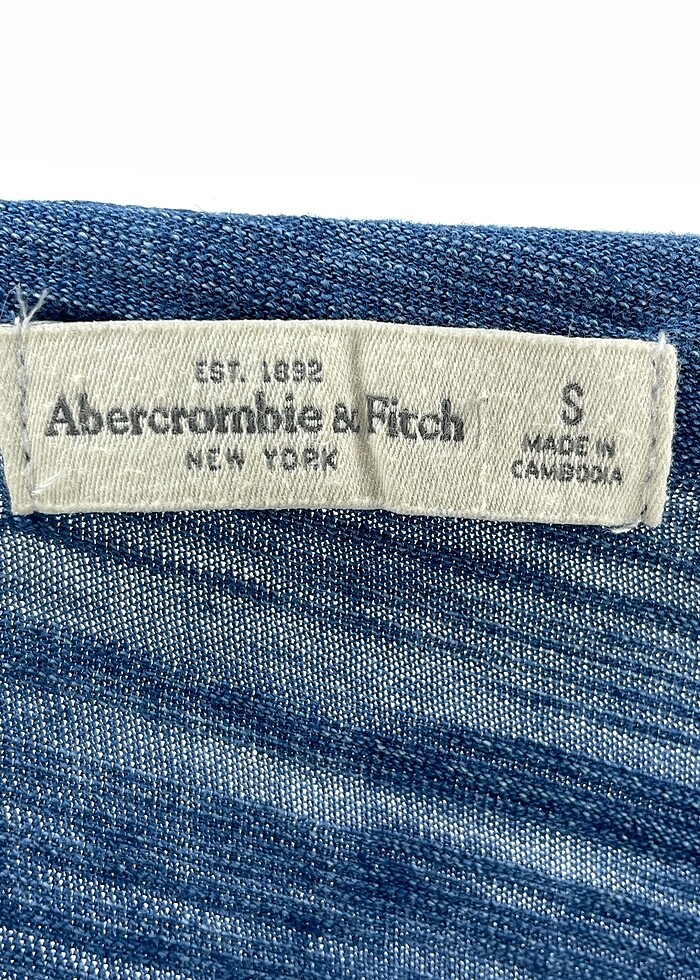 EST. 1892
Abercrombie & Fitch
NEW YORK
S
MADE IN
CAMBODIA